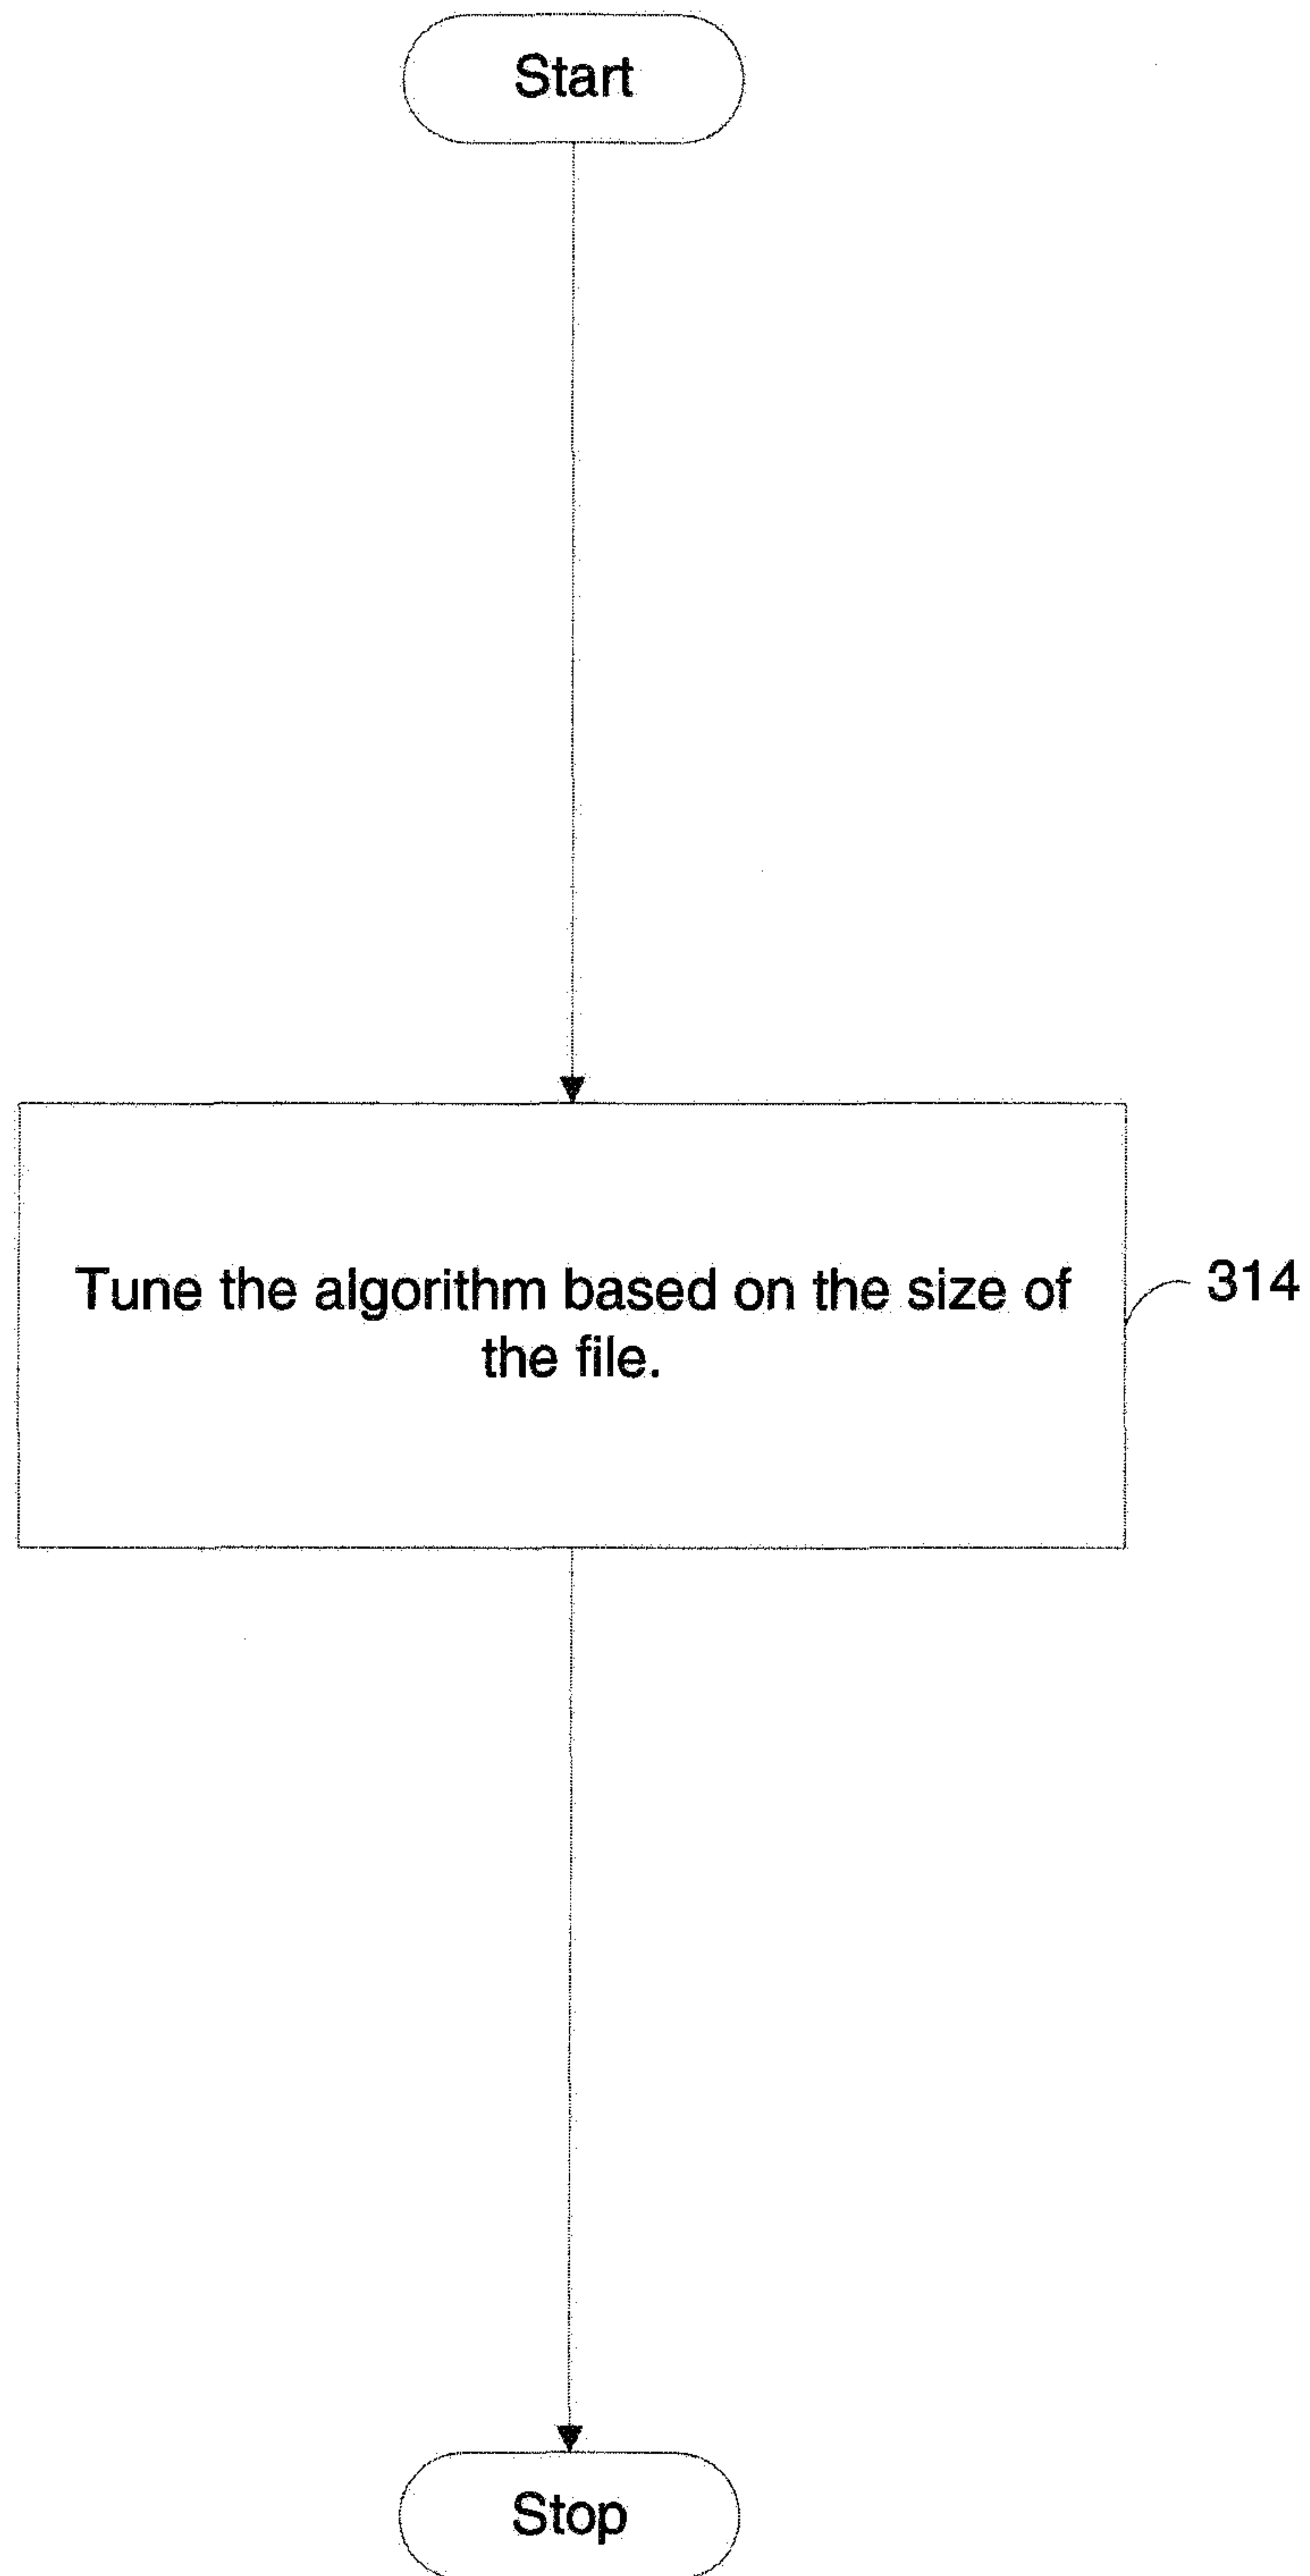 Start
Tune the algorithm based on the size of
the file.
314
Stop